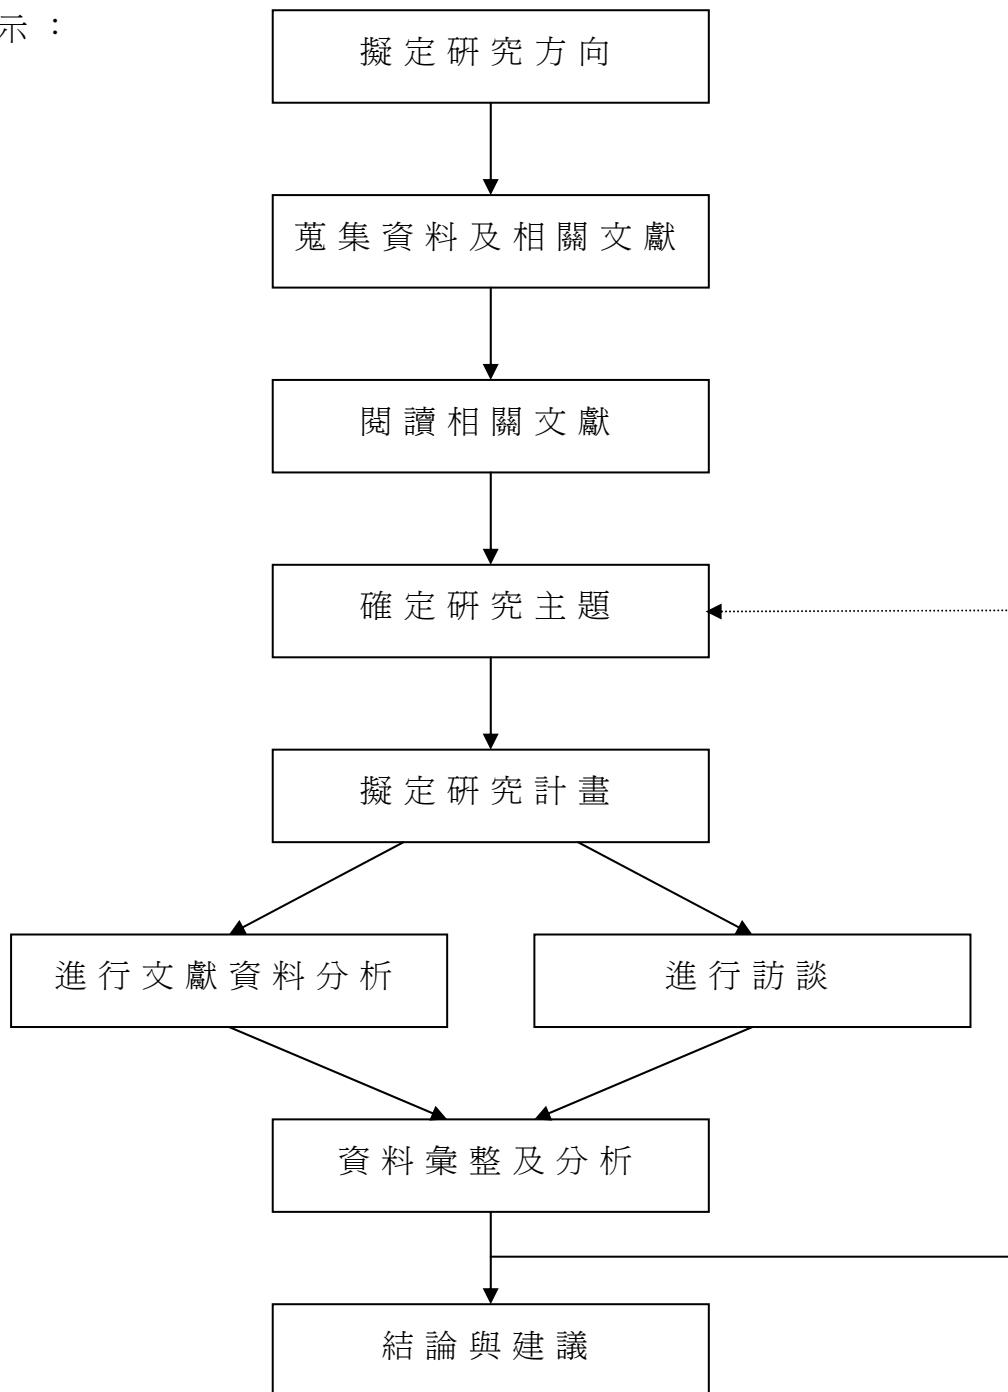 示：
擬定研究方向
蒐集資料及相關文獻
閱讀相關文獻
確定研究主題
擬定研究計畫
進行文獻資料分析
進行訪談
資料彙整及分析
結論與建議